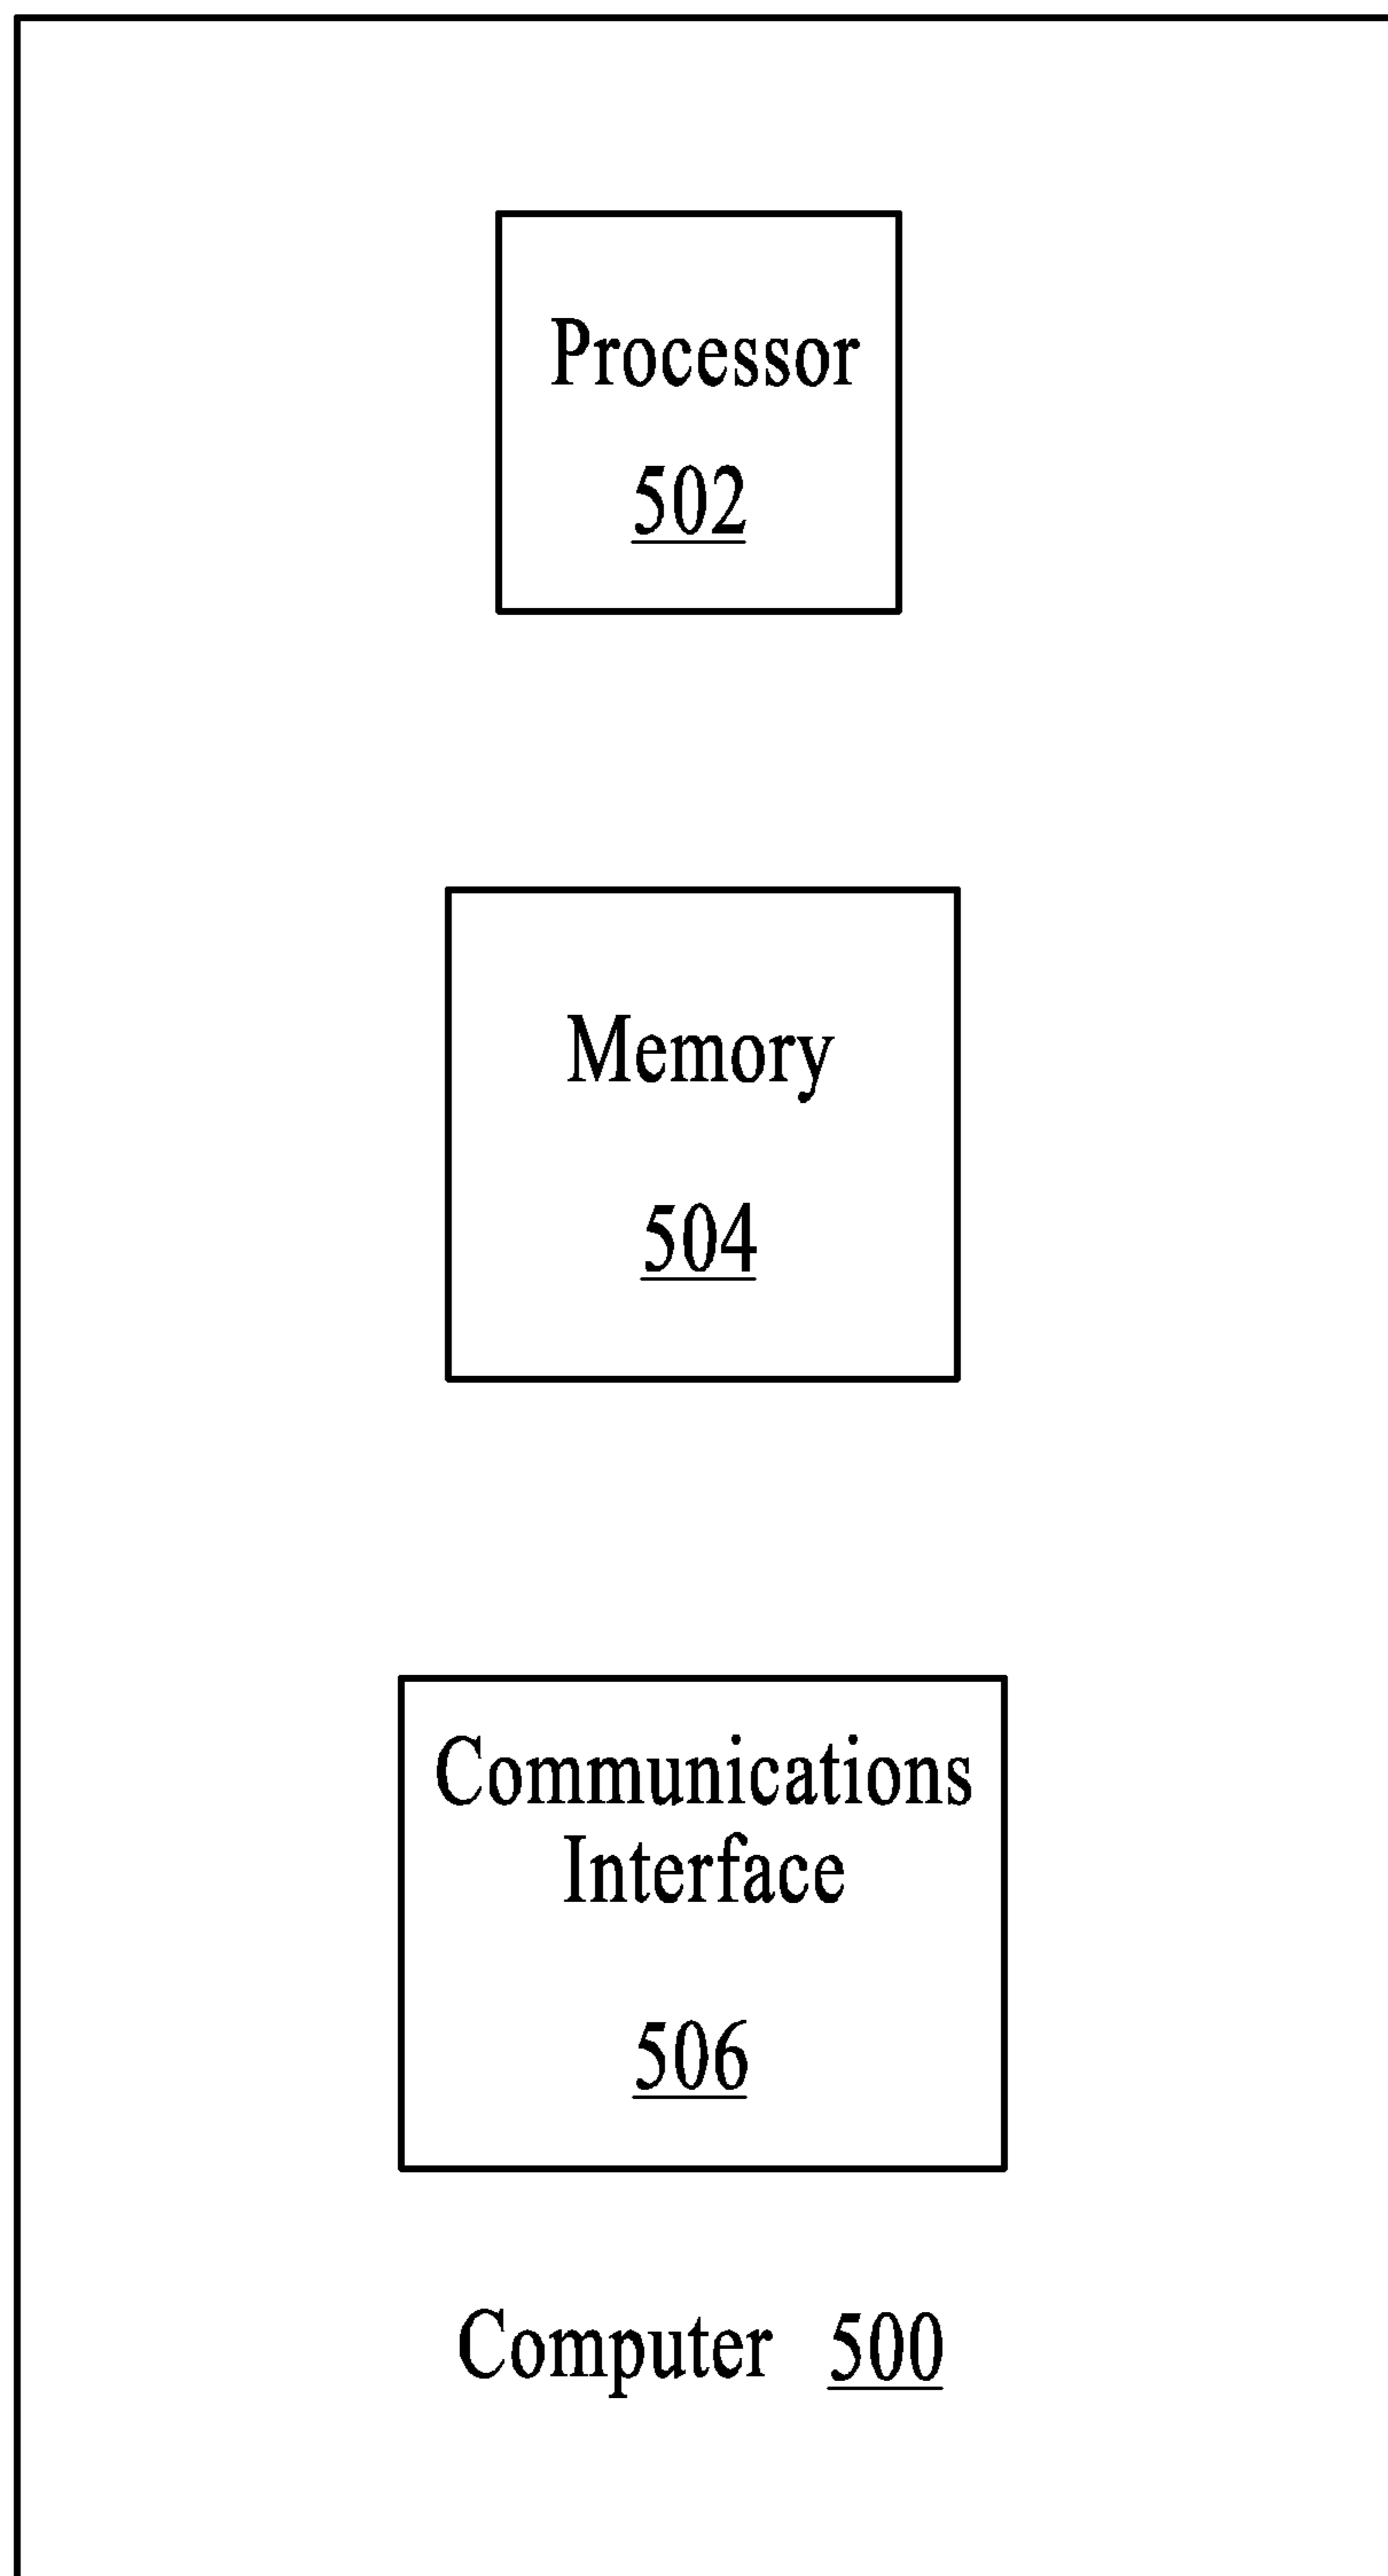 Processor
502
Memory
504
Communications
Interface
506
Computer 500